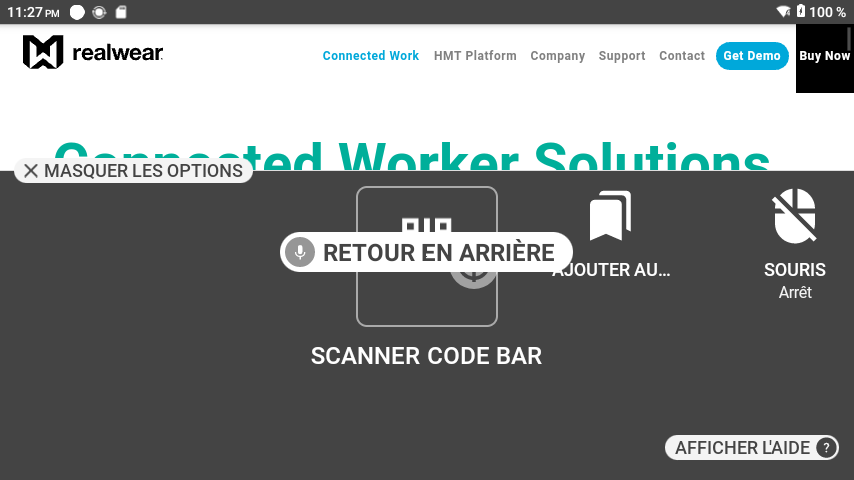 11:27 PM
100 %
realwear
Connected Work HMT Platform Company Support Contact Get Demo Buy Now
Connected Worker Solutions
MASQUER LES OPTIONS
RETOUR EN ARRIÈRE
AJOUTER AU...
SOURIS
Arrêt
SCANNER CODE BAR
AFFICHER L'AIDE ?